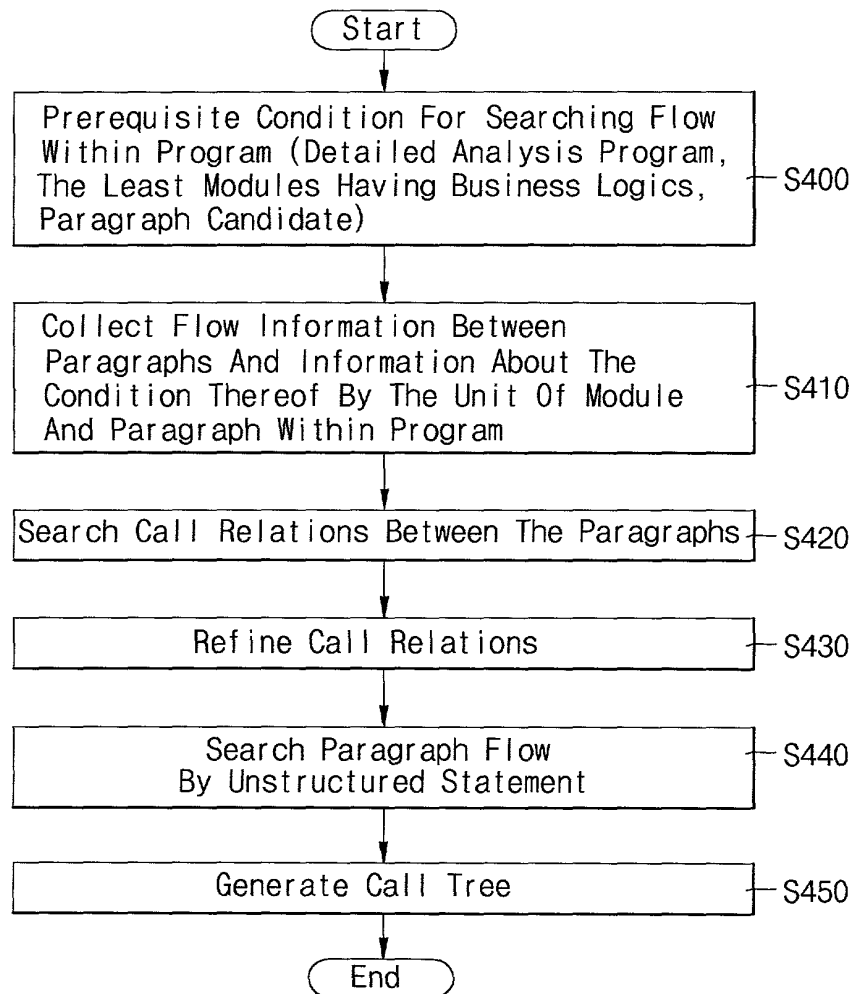 Start
Prerequisite Condition For Searching Flow
Within Program (Detailed Analysis Program,
The Least Modules Having Business Logics,
Paragraph Candidate)
S400
Collect Flow Information Between
Paragraphs And Information About The
Condition Thereof By The Unit Of Module
And Paragraph Within Program
S410
Search Call Relations Between The Paragraphs
S420
Refine Call Relations
S430
Search Paragraph Flow
By Unstructured Statement
S440
Generate Call Tree
S450
End